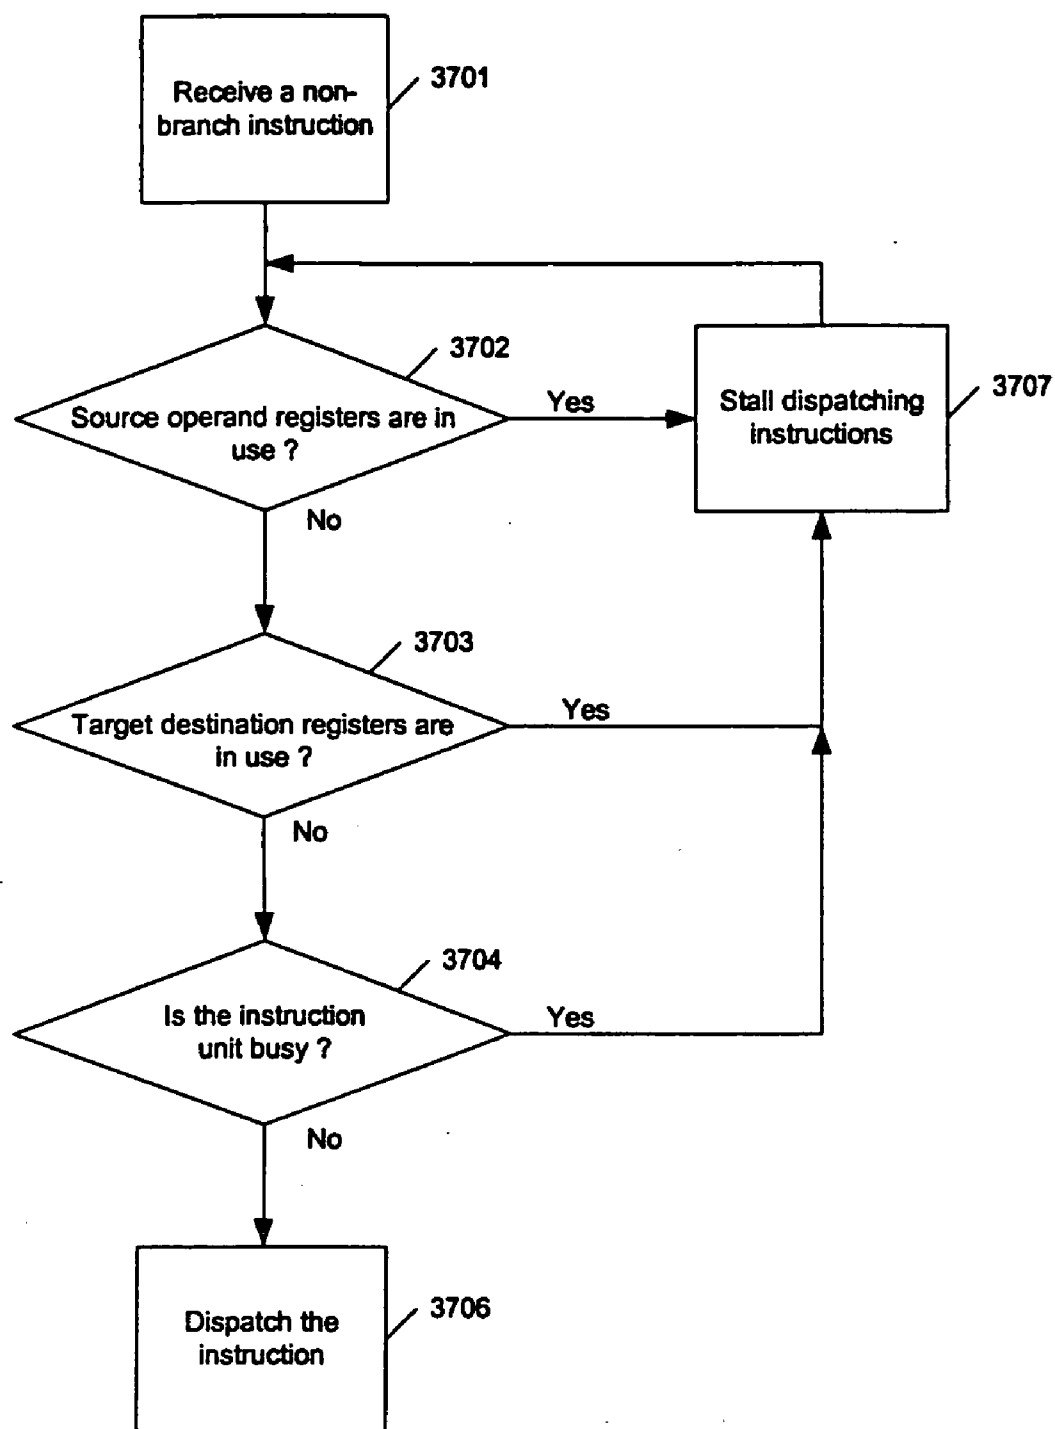 Receive a non-
branch instruction
3701
3702
Source operand registers are in
use ?
Yes
Stall dispatching
instructions
3707
No
3703
Target destination registers are
in use ?
Yes
No
3704
Is the instruction
unit busy ?
Yes
No
Dispatch the
instruction
3706